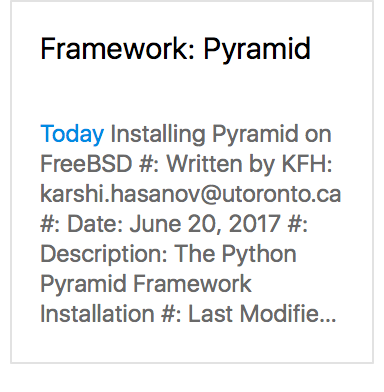 Framework: Pyramid
Today Installing Pyramid on
FreeBSD #: Written by KFH:
karshi.hasanov@utoronto.ca
#: Date: June 20, 2017 #:
Description: The Python
Pyramid Framework
Installation #: Last Modifie...